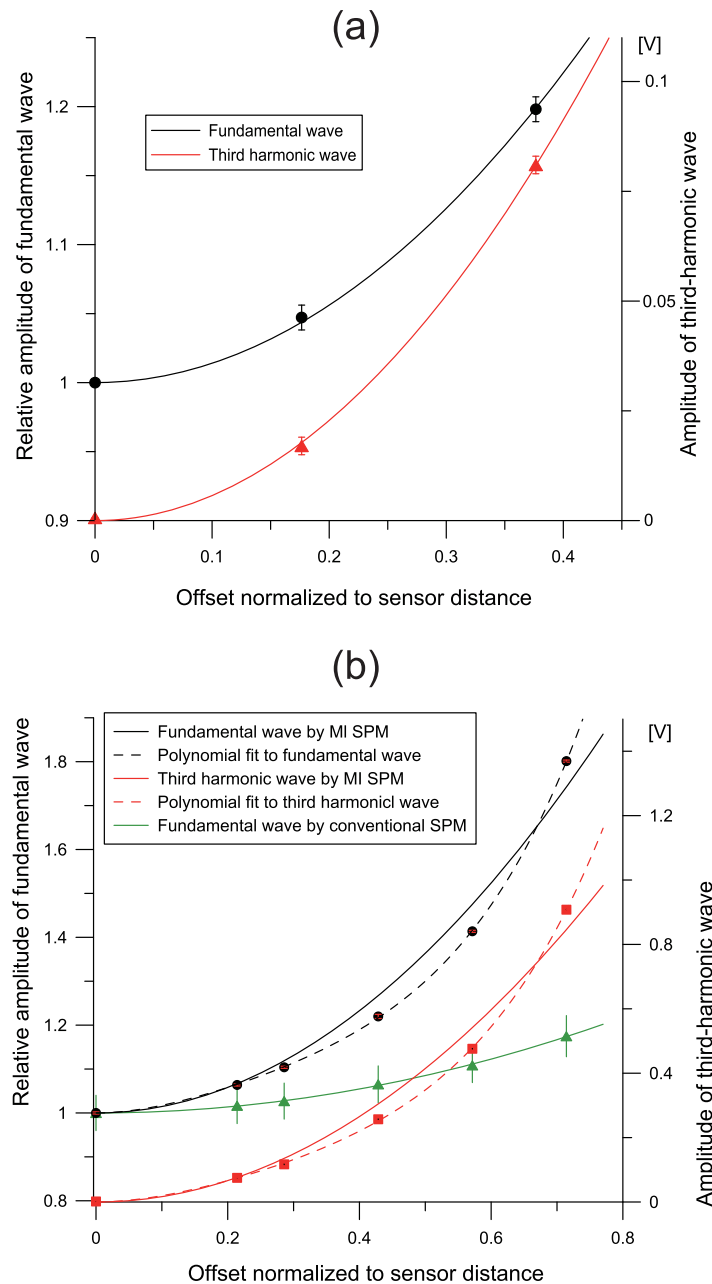 (a)
[V]
Relative amplitude of fundamental wave
1.2
1.1
1
0.9
Fundamental wave
Third harmonic wave
0.1
0.05
0
Amplitude of third-harmonic wave
0
0.1
0.2
0.3
0.4
Offset normalized to sensor distance
(b)
[V]
Relative amplitude of fundamental wave
1.8
1.6
1.4
1.2
1
0.8
Fundamental wave by MI SPM
Polynomial fit to fundamental wave
Third harmonic wave by MI SPM
Polynomial fit to third harmonicl wave
Fundamental wave by conventional SPM
1.2
0.8
0.4
0
Amplitude of third-harmonic wave
0
0.2
0.4
0.6
0.8
Offset normalized to sensor distance